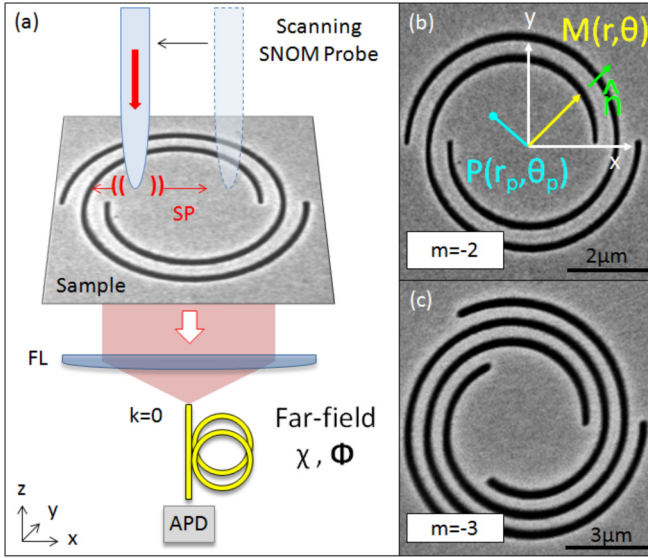 (a)
Scanning
SNOM Probe
SP
Sample
FL
k=0
Far-field
χ , Φ
APD
z
y
x
(b)
y
M(r,θ)
n̂
x
P(rₚ,θₚ)
m=-2
2μm
(c)
m=-3
3μm